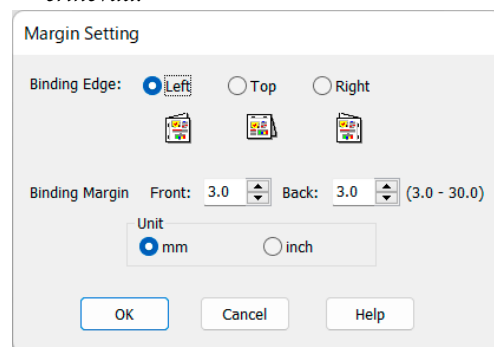 Margin Setting
Binding Edge: Left Top Right
Binding Margin Front: 3.0 Back: 3.0 (3.0 - 30.0)
Unit
mm inch
OK Cancel Help